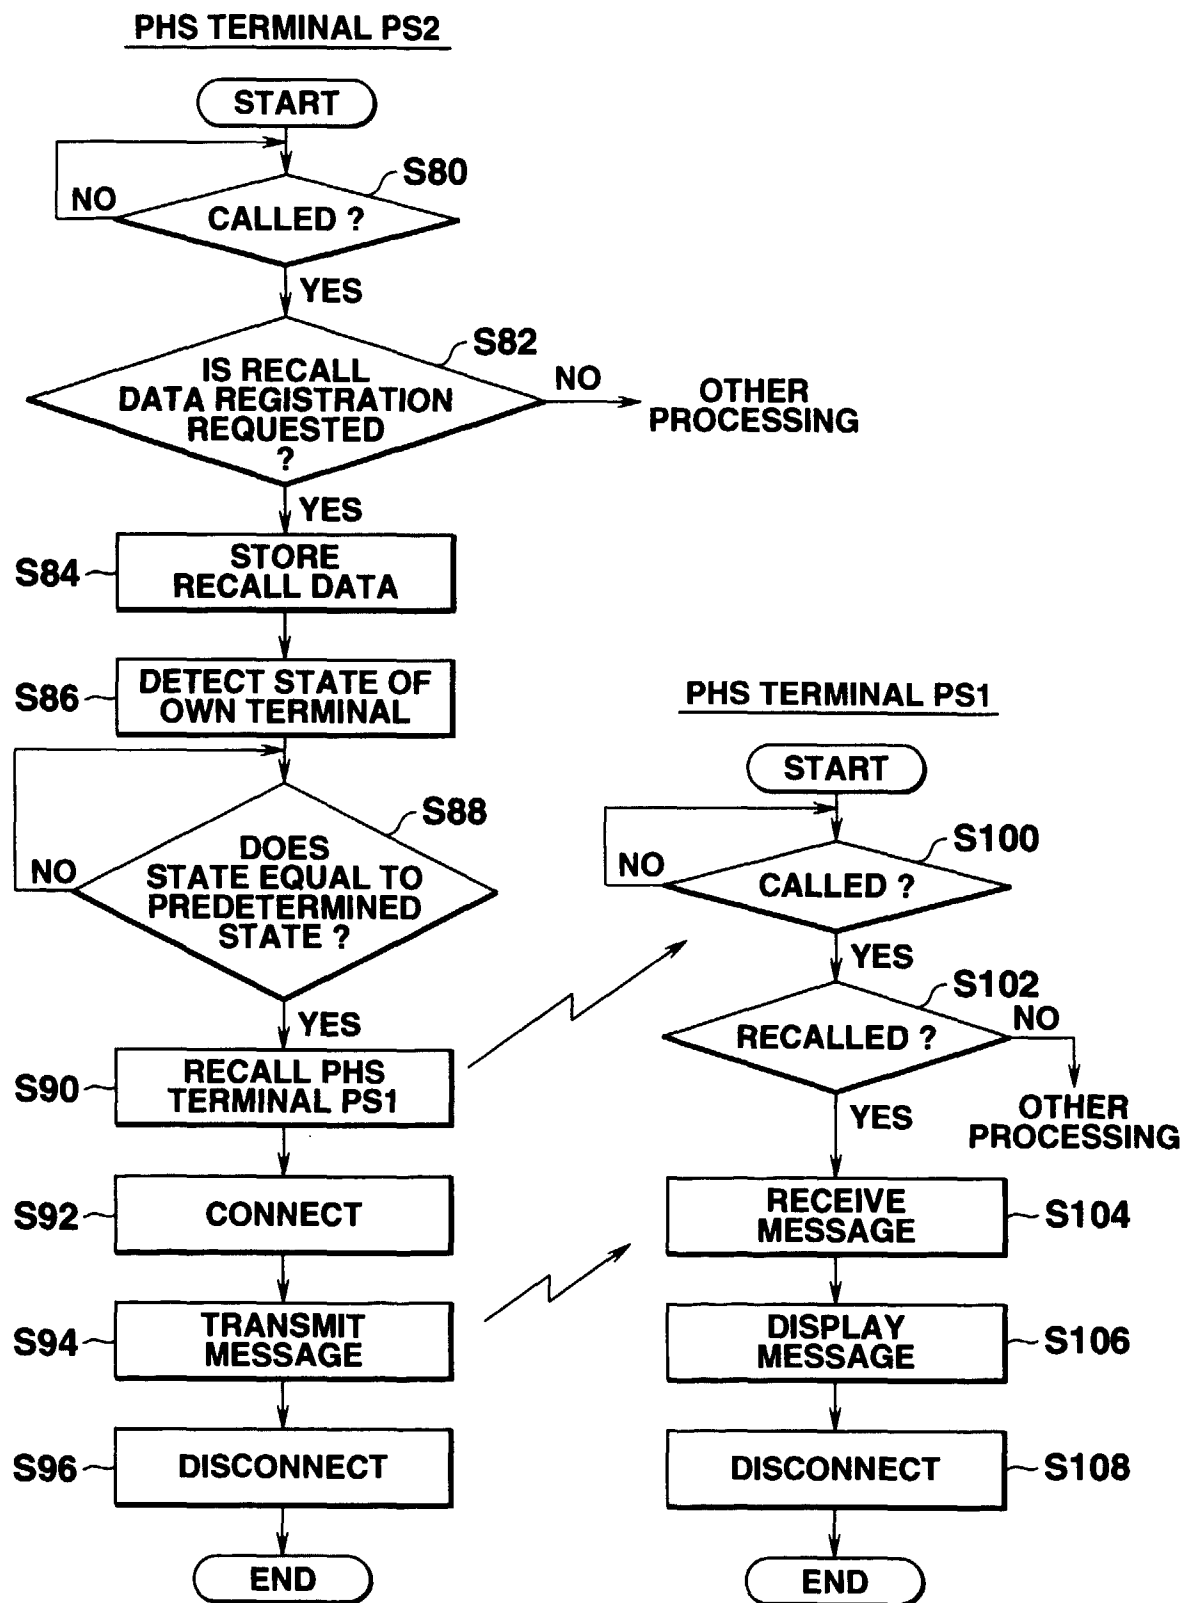 PHS TERMINAL PS2
START
S80
NO
CALLED ?
YES
S82
IS RECALL
DATA REGISTRATION
REQUESTED
?
NO
OTHER
PROCESSING
YES
S84
STORE
RECALL DATA
S86
DETECT STATE OF
OWN TERMINAL
S88
NO
DOES
STATE EQUAL TO
PREDETERMINED
STATE ?
YES
S90
RECALL PHS
TERMINAL PS1
S92
CONNECT
S94
TRANSMIT
MESSAGE
S96
DISCONNECT
END
PHS TERMINAL PS1
START
S100
NO
CALLED ?
YES
S102
RECALLED ?
NO
OTHER
PROCESSING
YES
RECEIVE
MESSAGE
S104
DISPLAY
MESSAGE
S106
DISCONNECT
S108
END